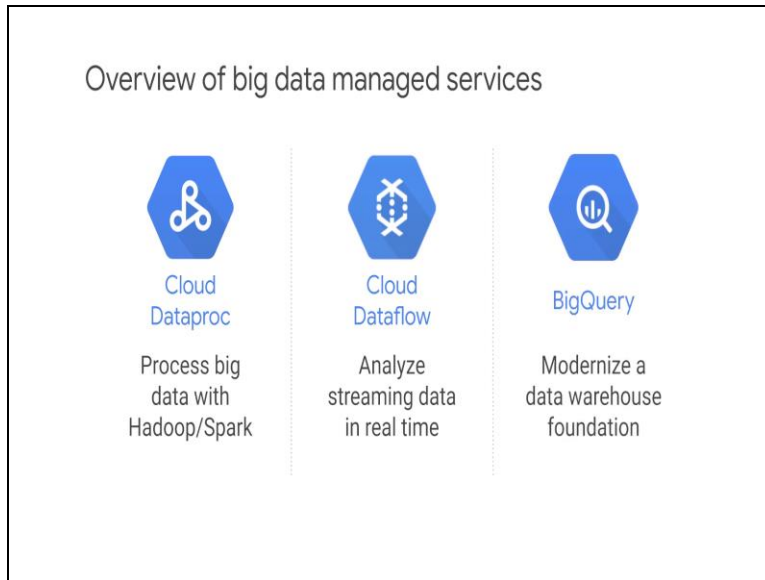 Overview of big data managed services
Cloud
Dataproc
Process big
data with
Hadoop/Spark
Cloud
Dataflow
Analyze
streaming data
in real time
BigQuery
Modernize a
data warehouse
foundation